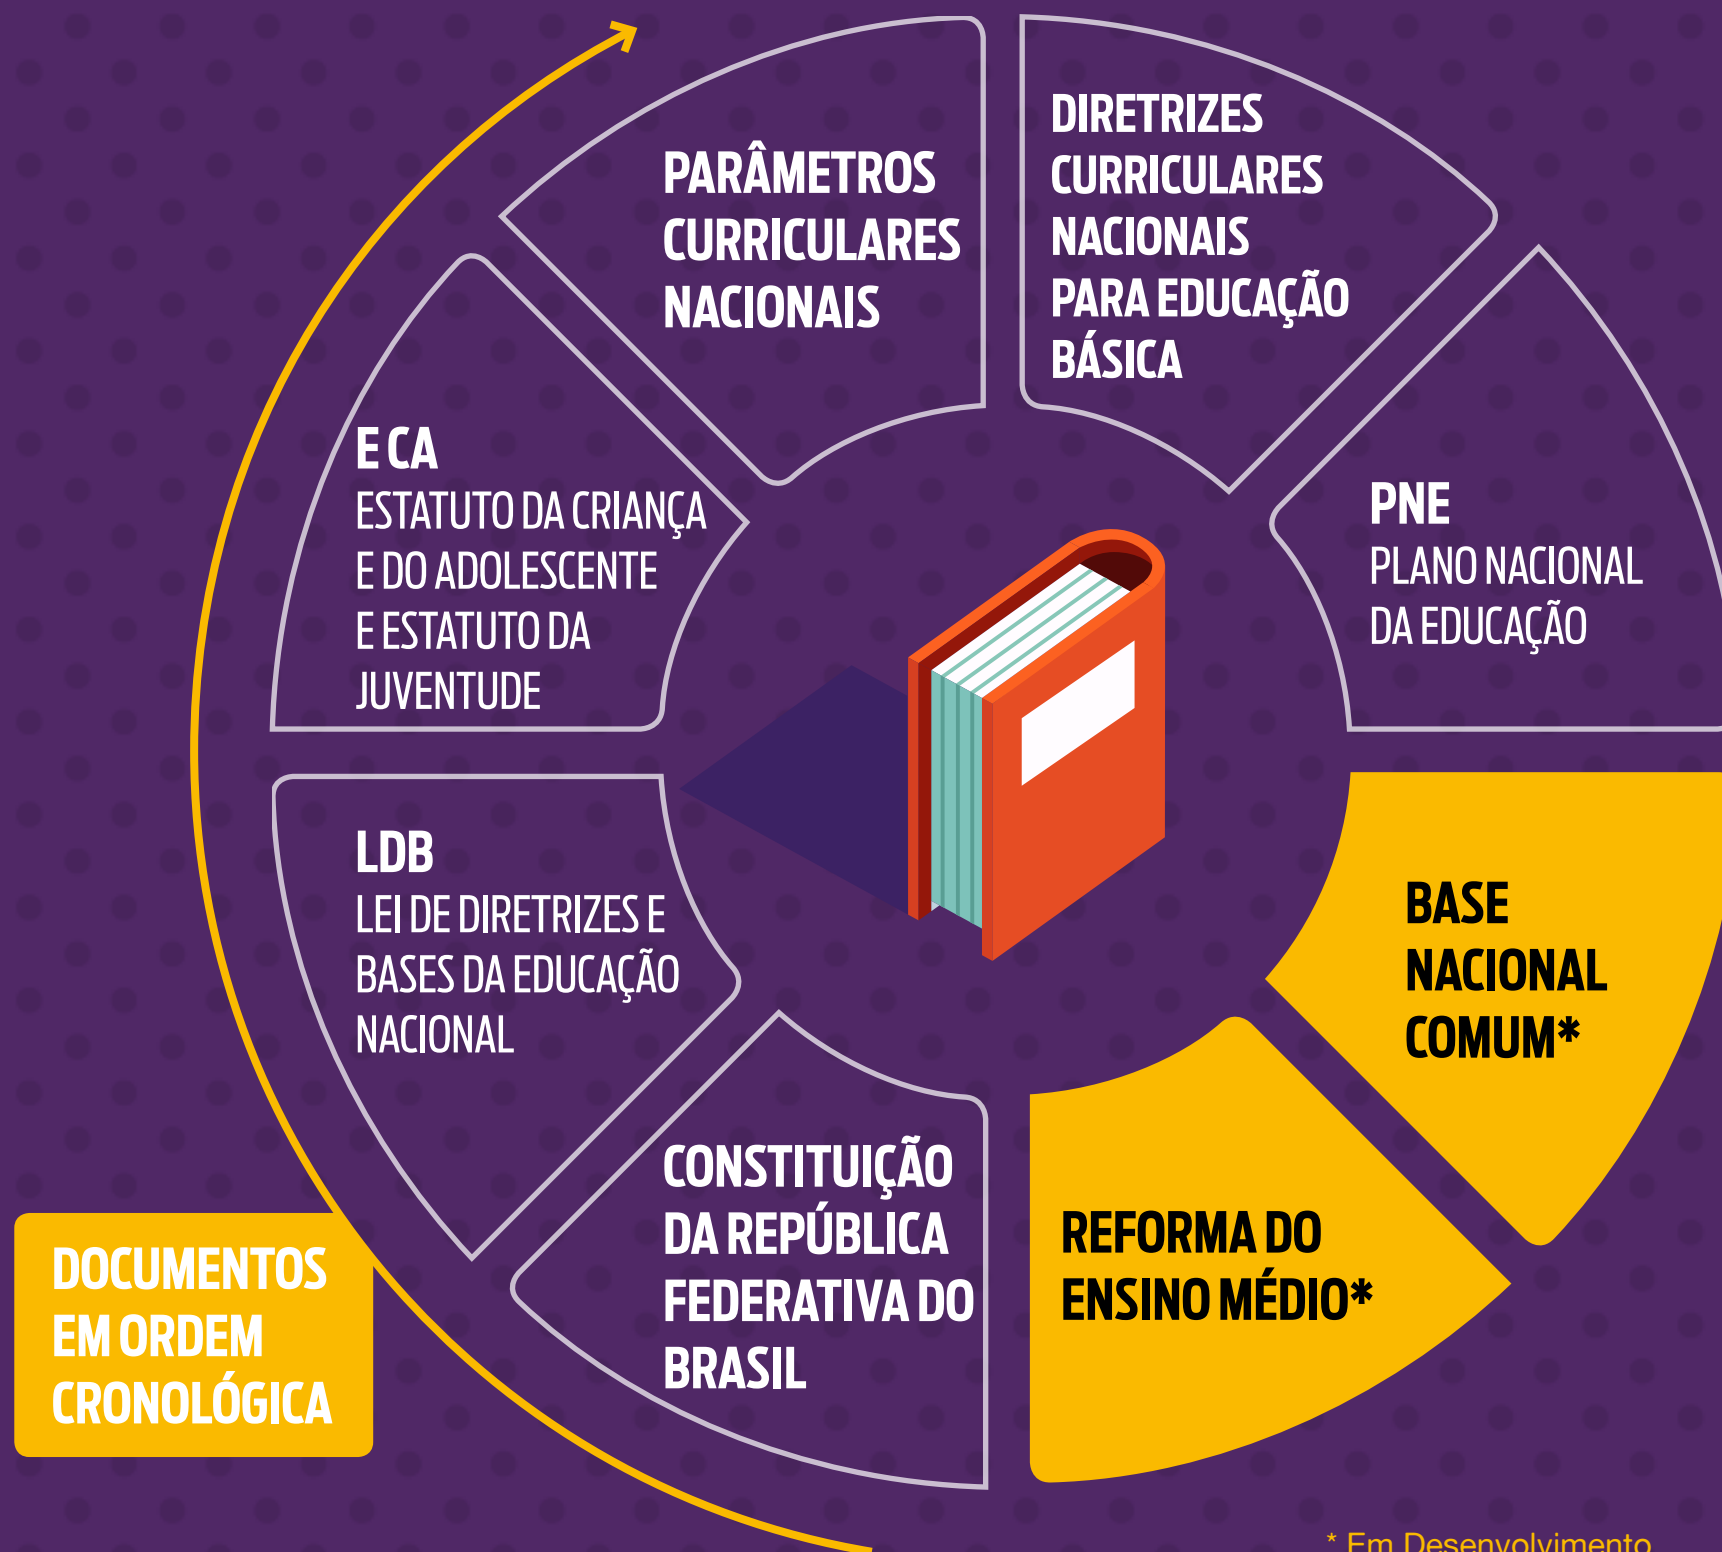 PARÂMETROS
CURRICULARES
NACIONAIS
DIRETRIZES
CURRICULARES
NACIONAIS
PARA EDUCAÇÃO
BÁSICA
E CA
ESTATUTO DA CRIANÇA
E DO ADOLESCENTE
E ESTATUTO DA
JUVENTUDE
PNE
PLANO NACIONAL
DA EDUCAÇÃO
LDB
LEI DE DIRETRIZES E
BASES DA EDUCAÇÃO
NACIONAL
BASE
NACIONAL
COMUM*
CONSTITUIÇÃO
DA REPÚBLICA
FEDERATIVA DO
BRASIL
REFORMA DO
ENSINO MÉDIO*
DOCUMENTOS
EM ORDEM
CRONOLÓGICA
* Em Desenvolvimento